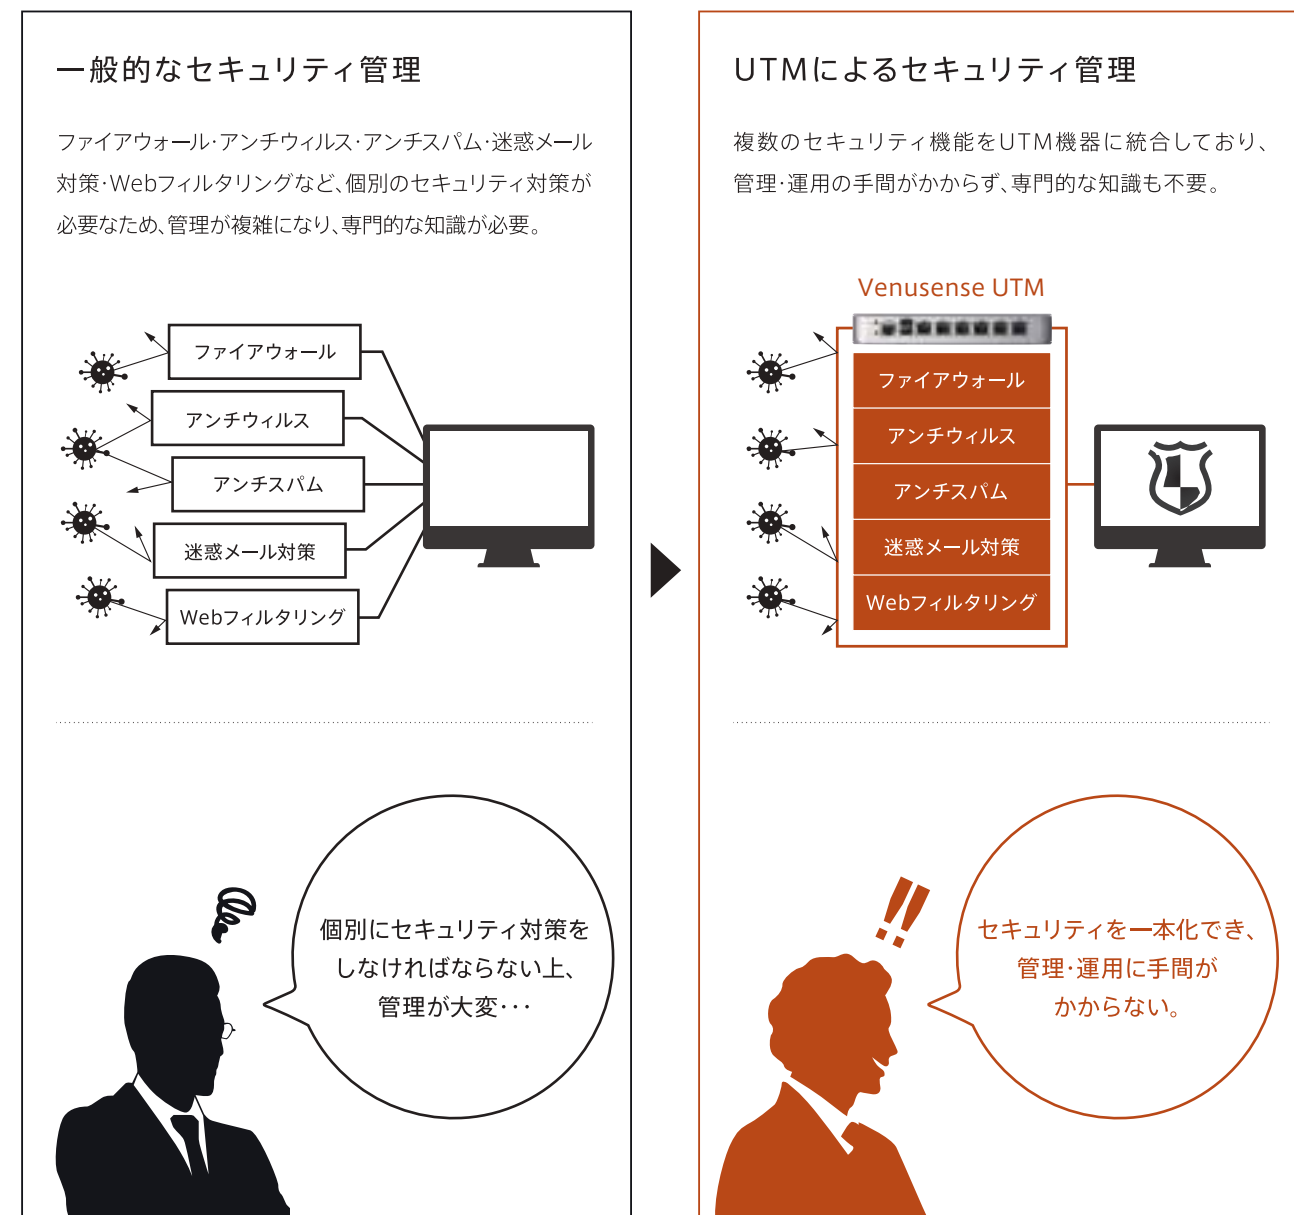 一般的なセキュリティ管理
ファイアウォール・アンチウィルス・アンチスパム・迷惑メール
対策・Webフィルタリングなど、個別のセキュリティ対策が
必要なため、管理が複雑になり、専門的な知識が必要。
ファイアウォール
アンチウィルス
アンチスパム
迷惑メール対策
Webフィルタリング
個別にセキュリティ対策を
しなければならない上、
管理が大変・・・
UTMによるセキュリティ管理
複数のセキュリティ機能をUTM機器に統合しており、
管理・運用の手間がかからず、専門的な知識も不要。
Venusense UTM
ファイアウォール
アンチウィルス
アンチスパム
迷惑メール対策
Webフィルタリング
!!
セキュリティを一本化でき、
管理・運用に手間が
かからない。